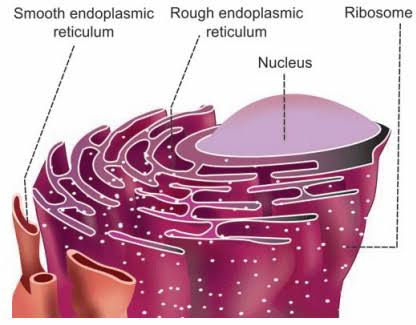 Smooth endoplasmic
reticulum
Rough endoplasmic
reticulum
Ribosome
Nucleus